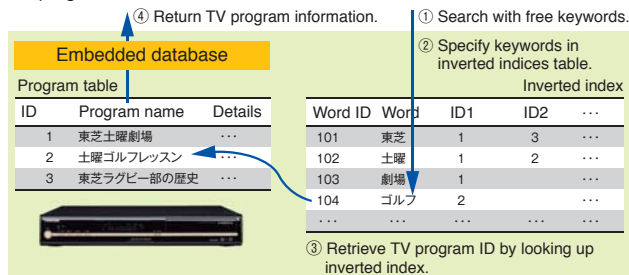 ④ Return TV program information.
① Search with free keywords.
Embedded database
② Specify keywords in
inverted indices table.
Program table
Inverted index
ID Program name Details
1 東芝土曜劇場 ···
2 土曜ゴルフレッスン ···
3 東芝ラグビー部の歴史 ···
Word ID Word ID1 ID2 ···
101 東芝 1 3 ···
102 土曜 1 2 ···
103 劇場 1 ···
104 ゴルフ 2 ···
··· ··· ··· ··· ···
③ Retrieve TV program ID by looking up
inverted index.